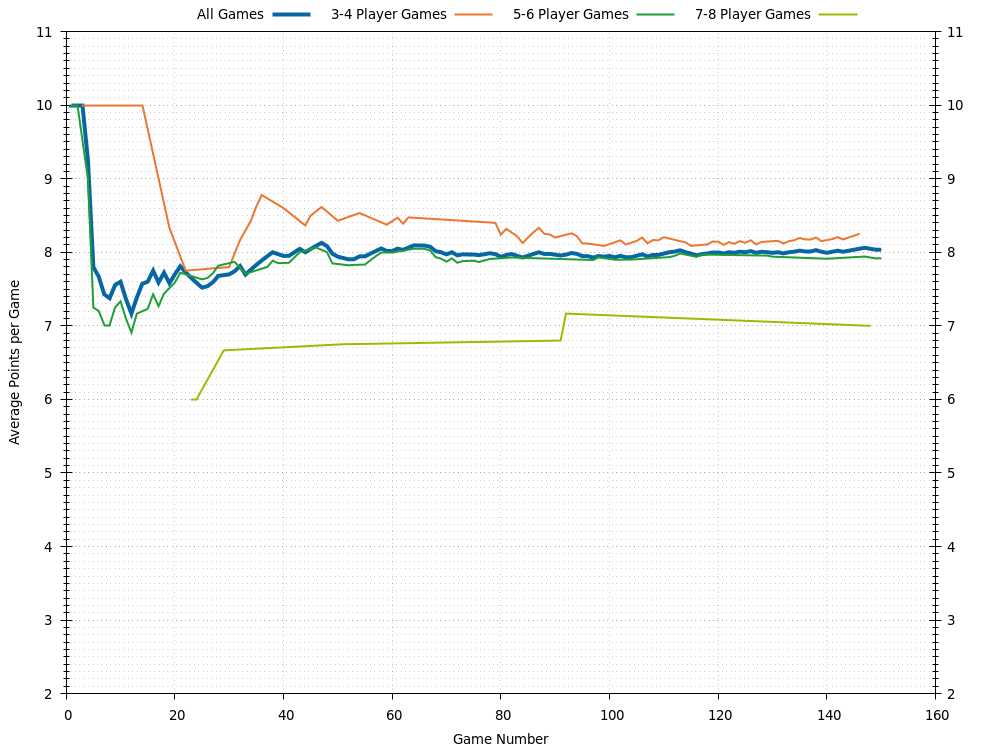 All Games 3-4 Player Games 5-6 Player Games 7-8 Player Games
11 11
10 10
9 9
8 8
7 7
6 6
5 5
4 4
3 3
2 2
Average Points per Game
0 20 40 60 80 100 120 140 160
Game Number